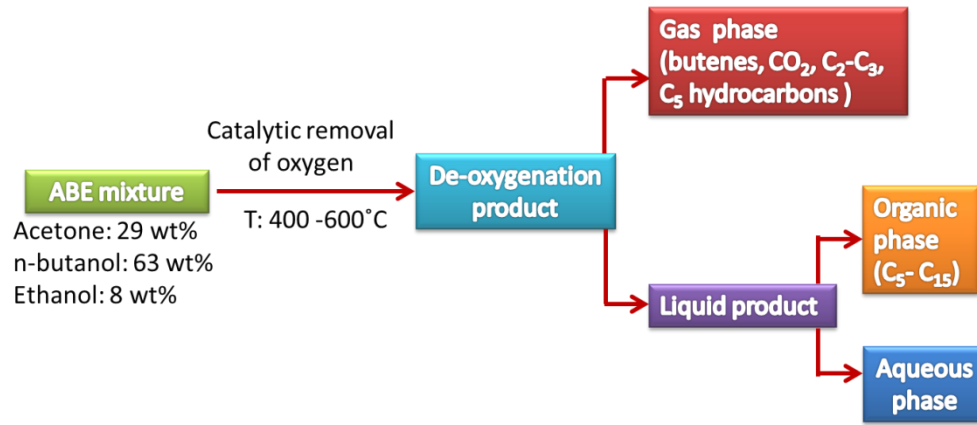 ABE mixture
Acetone: 29 wt%
n-butanol: 63 wt%
Ethanol: 8 wt%
Catalytic removal
of oxygen
T: 400 -600˚C
De-oxygenation
product
Gas phase
(butenes, CO₂, C₂-C₃,
C₅ hydrocarbons )
Liquid product
Organic
phase
(C₅- C₁₅)
Aqueous
phase